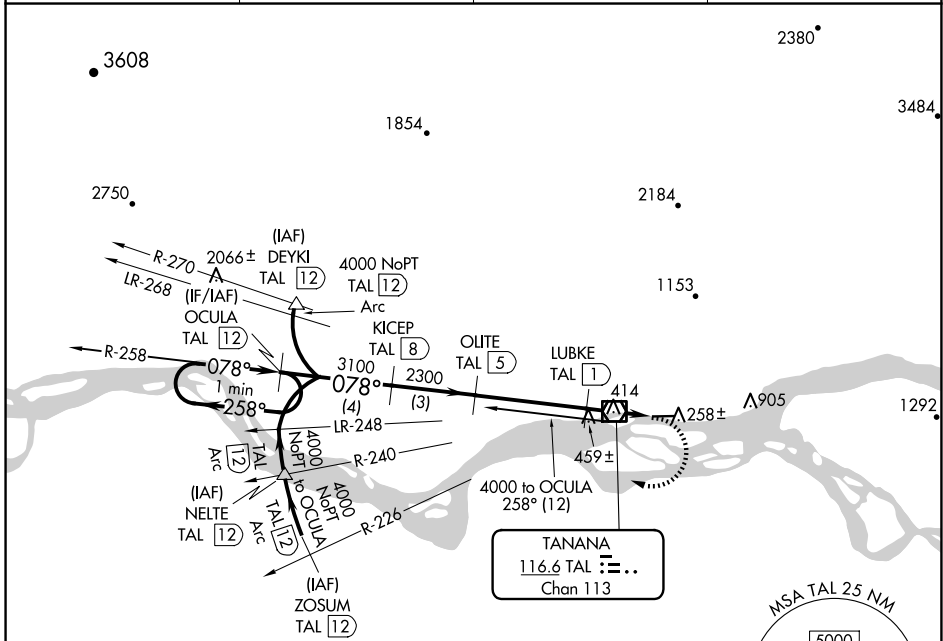 3608
2380
3484
1854
2750
2184
1153
R-270
LR-268
2066±
(IAF)
DEYKI
TAL 12
4000 NoPT
TAL 12
Arc
(IF/IAF)
OCULA
TAL 12
KICEP
TAL 8
OLITE
TAL 5
LUBKE
TAL 1
R-258
078°
1 min
258°
3100
078°
(4)
2300
(3)
414
258±
905
1292
459±
LR-248
4000
NoPT
to OCULA
TAL 12
Arc
R-240
(IAF)
NELTE
TAL 12
TAL 12
Arc
4000
NoPT
R-226
4000 to OCULA
258° (12)
(IAF)
ZOSUM
TAL 12
TANANA
116.6 TAL
Chan 113
MSA TAL 25 NM
5000